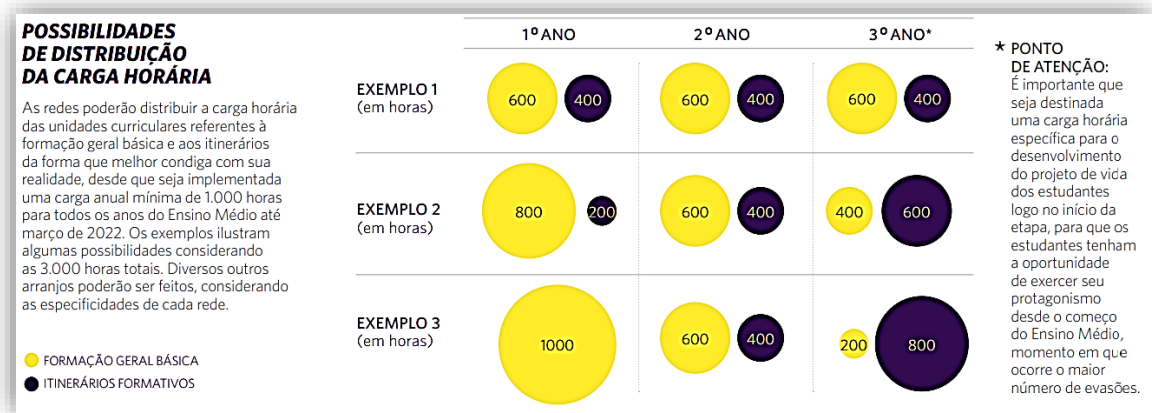 POSSIBILIDADES
DE DISTRIBUIÇÃO
DA CARGA HORÁRIA
As redes poderão distribuir a carga horária
das unidades curriculares referentes à
formação geral básica e aos itinerários
da forma que melhor condiga com sua
realidade, desde que seja implementada
uma carga anual mínima de 1.000 horas
para todos os anos do Ensino Médio até
março de 2022. Os exemplos ilustram
algumas possibilidades considerando
as 3.000 horas totais. Diversos outros
arranjos poderão ser feitos, considerando
as especificidades de cada rede.
FORMAÇÃO GERAL BÁSICA
ITINERÁRIOS FORMATIVOS
1º ANO 2º ANO 3º ANO*
EXEMPLO 1
(em horas)
600 400 600 400 600 400
EXEMPLO 2
(em horas)
800 200 600 400 400 600
EXEMPLO 3
(em horas)
1000 600 400 200 800
* PONTO
DE ATENÇÃO:
É importante que
seja destinada
uma carga horária
específica para o
desenvolvimento
do projeto de vida
dos estudantes
logo no início da
etapa, para que os
estudantes tenham
a oportunidade
de exercer seu
protagonismo
desde o começo
do Ensino Médio,
momento em que
ocorre o maior
número de evasões.